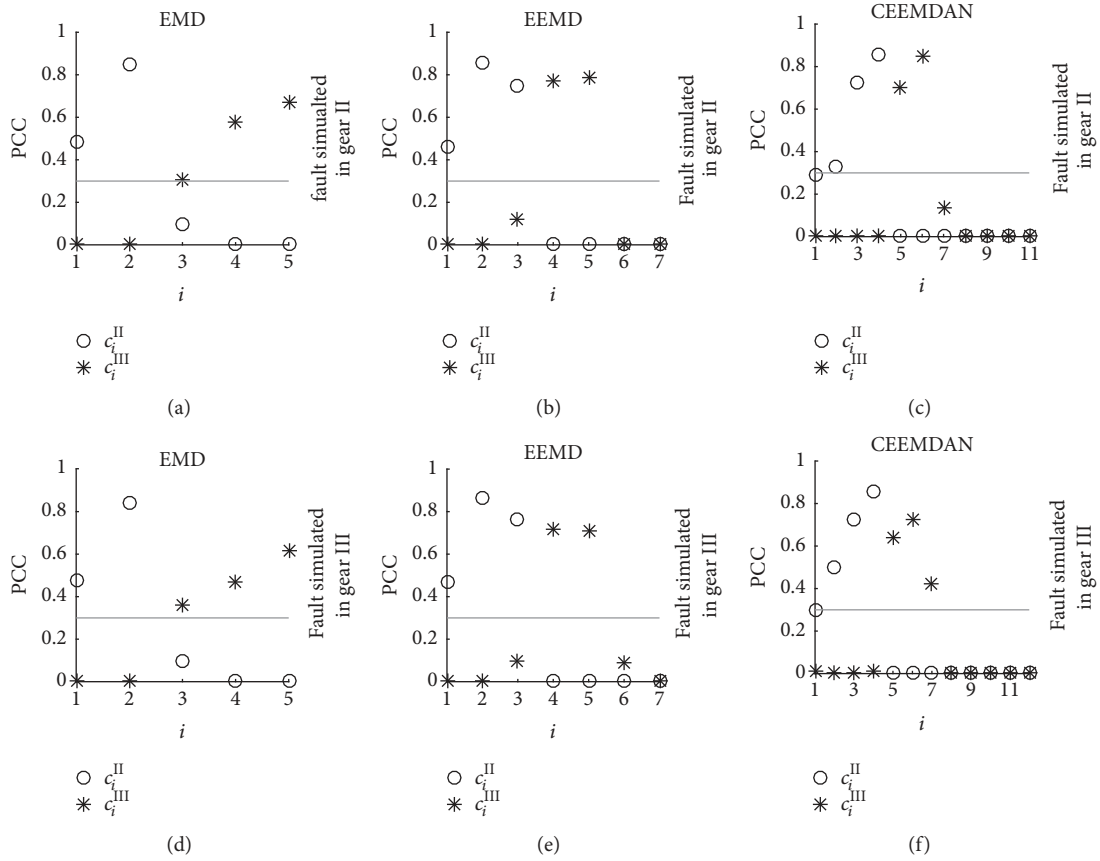 EMD
1
0.8
0.6
0.4
0.2
0
PCC
1 2 3 4 5
i
fault simualted
in gear II
c_i^II
c_i^III
(a)
EEMD
1
0.8
0.6
0.4
0.2
0
PCC
1 2 3 4 5 6 7
i
Fault simulated
in gear II
c_i^II
c_i^III
(b)
CEEMDAN
1
0.8
0.6
0.4
0.2
0
PCC
1 3 5 7 9 11
i
Fault simulated
in gear II
c_i^II
c_i^III
(c)
EMD
1
0.8
0.6
0.4
0.2
0
PCC
1 2 3 4 5
i
Fault simulated
in gear III
c_i^II
c_i^III
(d)
EEMD
1
0.8
0.6
0.4
0.2
0
PCC
1 2 3 4 5 6 7
i
Fault simulated
in gear III
c_i^II
c_i^III
(e)
CEEMDAN
1
0.8
0.6
0.4
0.2
0
PCC
1 3 5 7 9 11
i
Fault simulated
in gear III
c_i^II
c_i^III
(f)